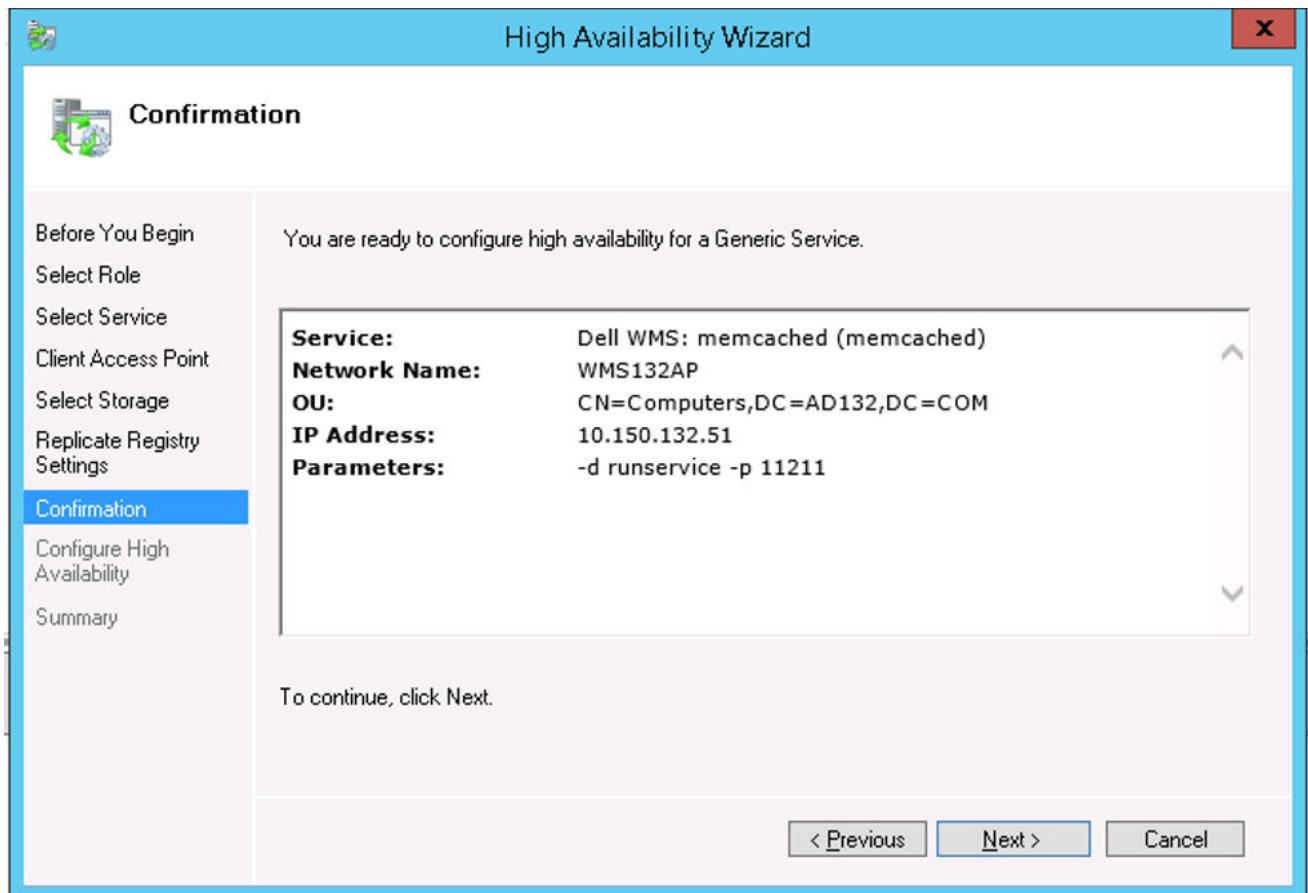 High Availability Wizard
X
Confirmation
Before You Begin
Select Role
Select Service
Client Access Point
Select Storage
Replicate Registry
Settings
Confirmation
Configure High
Availability
Summary
You are ready to configure high availability for a Generic Service.
Service: Dell WMS: memcached (memcached)
Network Name: WMS132AP
OU: CN=Computers,DC=AD132,DC=COM
IP Address: 10.150.132.51
Parameters: -d runservice -p 11211
To continue, click Next.
< Previous Next > Cancel